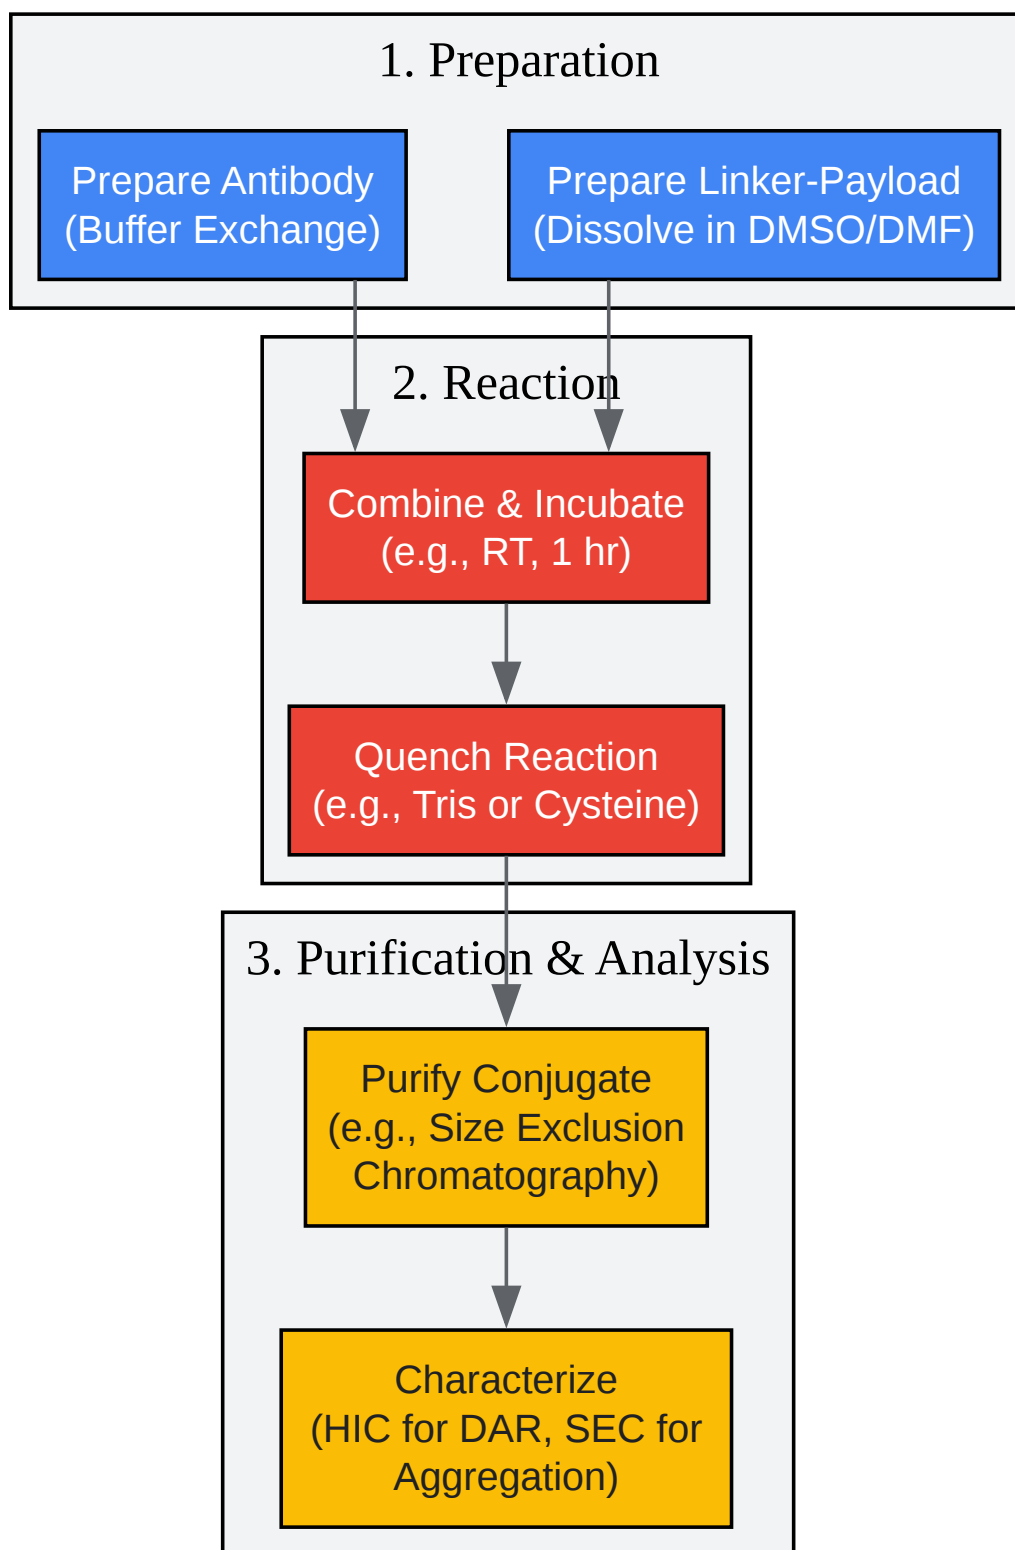 1. Preparation
Prepare Antibody
(Buffer Exchange)
Prepare Linker-Payload
(Dissolve in DMSO/DMF)
2. Reaction
Combine & Incubate
(e.g., RT, 1 hr)
Quench Reaction
(e.g., Tris or Cysteine)
3. Purification & Analysis
Purify Conjugate
(e.g., Size Exclusion
Chromatography)
Characterize
(HIC for DAR, SEC for
Aggregation)